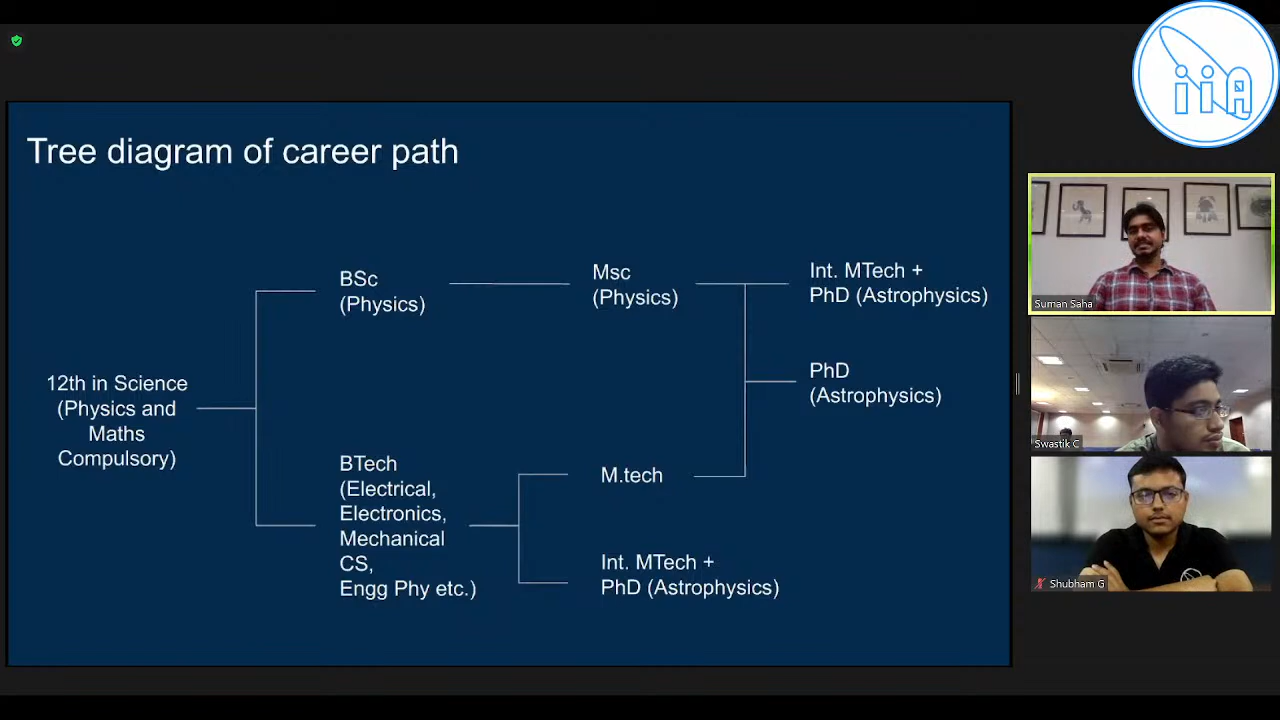 iiA
Tree diagram of career path
12th in Science
(Physics and
Maths
Compulsory)
BSc
(Physics)
Msc
(Physics)
Int. MTech +
PhD (Astrophysics)
PhD
(Astrophysics)
BTech
(Electrical,
Electronics,
Mechanical
CS,
Engg Phy etc.)
M.tech
Int. MTech +
PhD (Astrophysics)
Suman Saha
Swastik C
Shubham G